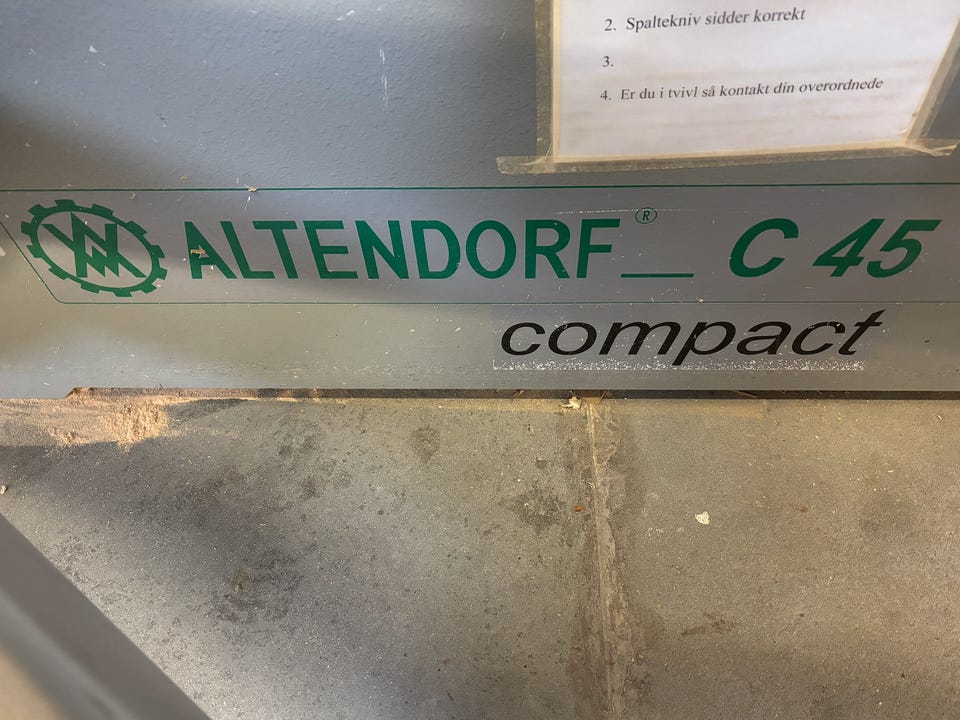 2. Spaltekniv sidder korrekt
3.
4. Er du i tvivl så kontakt din overordnede
ALTENDORF® C 45
compact